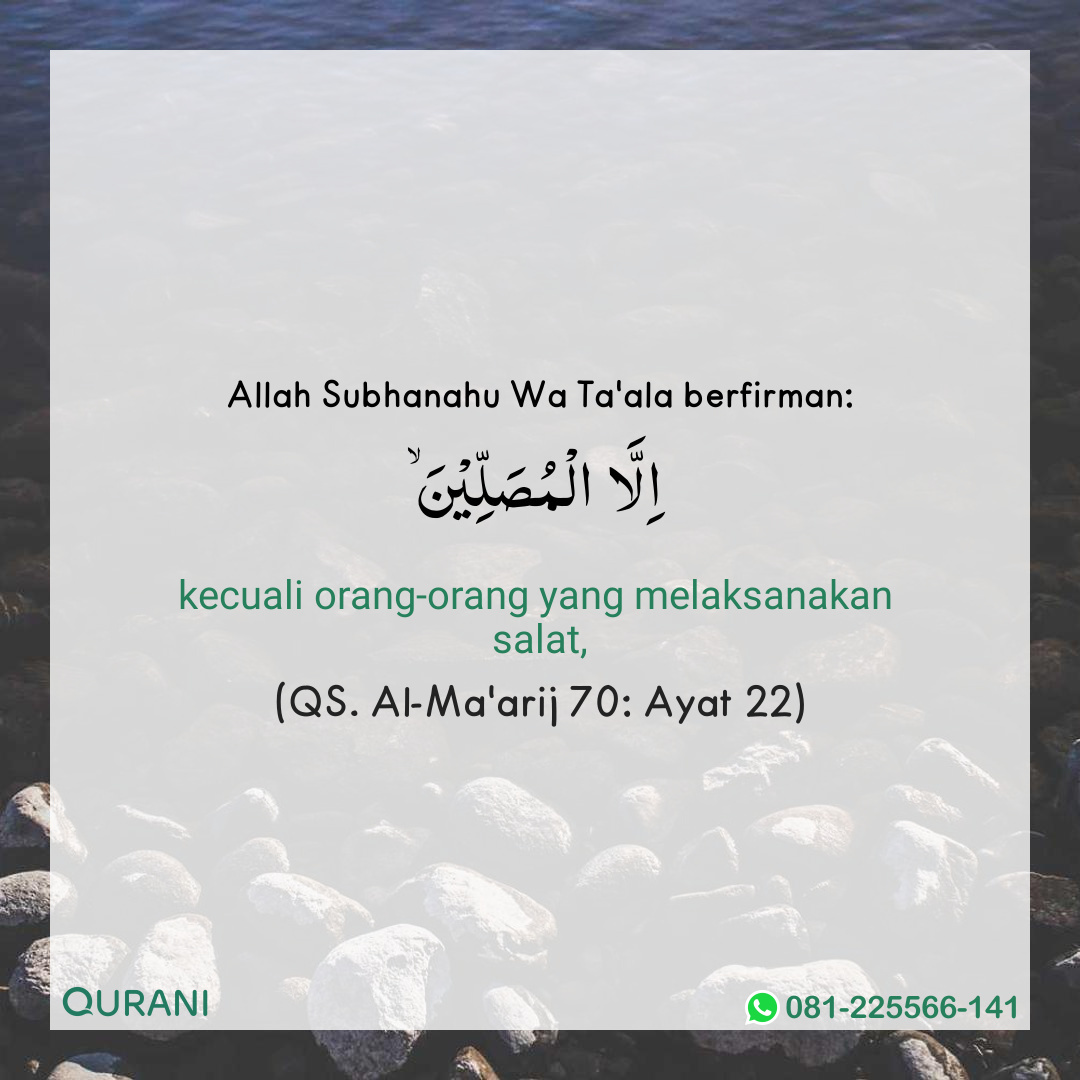 Allah Subhanahu Wa Ta'ala berfirman:
اِلَّا الْمُصَلِّيْنَۙ
kecuali orang-orang yang melaksanakan
salat,
(QS. Al-Ma'arij 70: Ayat 22)
QURANI
081-225566-141